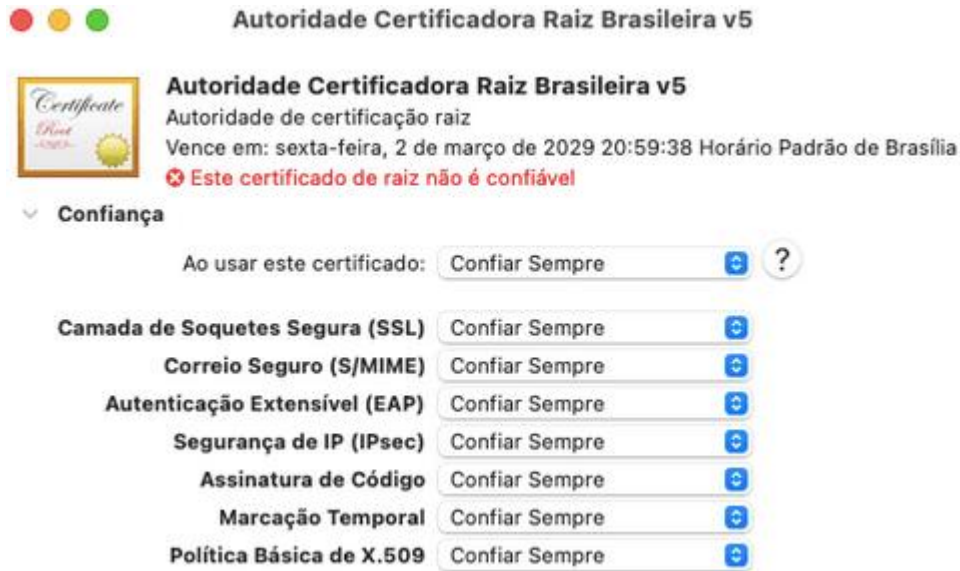 Autoridade Certificadora Raiz Brasileira v5
Certificate
Root
Autoridade Certificadora Raiz Brasileira v5
Autoridade de certificação raiz
Vence em: sexta-feira, 2 de março de 2029 20:59:38 Horário Padrão de Brasília
Este certificado de raiz não é confiável
Confiança
Ao usar este certificado: Confiar Sempre ?
Camada de Soquetes Segura (SSL) Confiar Sempre
Correio Seguro (S/MIME) Confiar Sempre
Autenticação Extensível (EAP) Confiar Sempre
Segurança de IP (IPsec) Confiar Sempre
Assinatura de Código Confiar Sempre
Marcação Temporal Confiar Sempre
Política Básica de X.509 Confiar Sempre